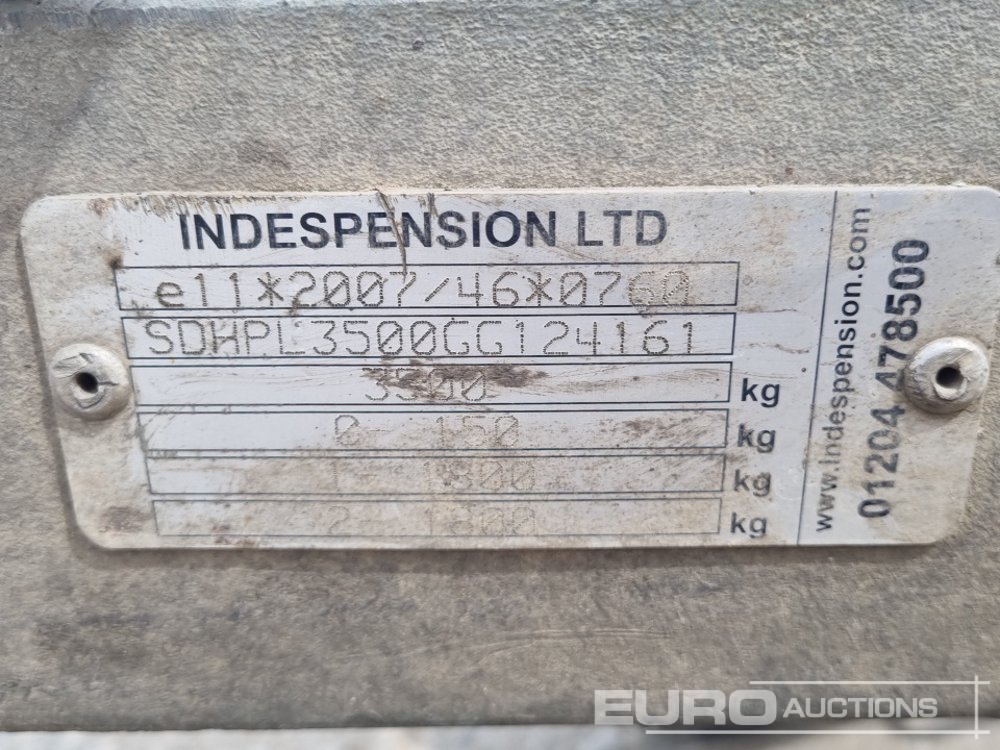 INDESPENSION LTD
e11*2007/46*0760
SDHPL3500GG124161
3500 kg
0 - 150 kg
1 - 1800 kg
2 - 1800 kg
www.indespension.com
01204 478500
EURO AUCTIONS